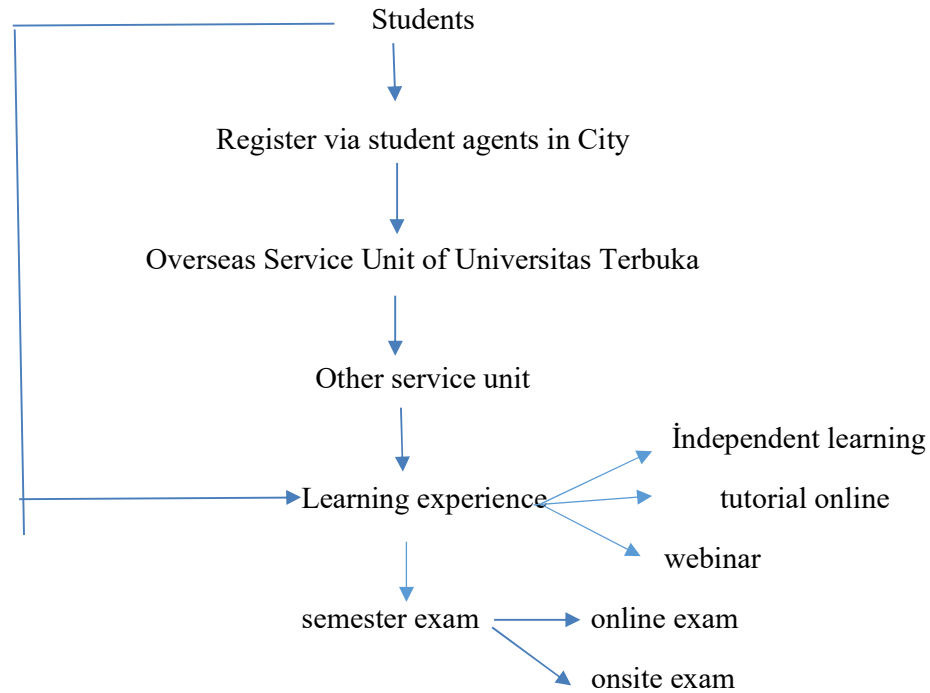 Students
Register via student agents in City
Overseas Service Unit of Universitas Terbuka
Other service unit
İndependent learning
Learning experience
tutorial online
webinar
semester exam
online exam
onsite exam